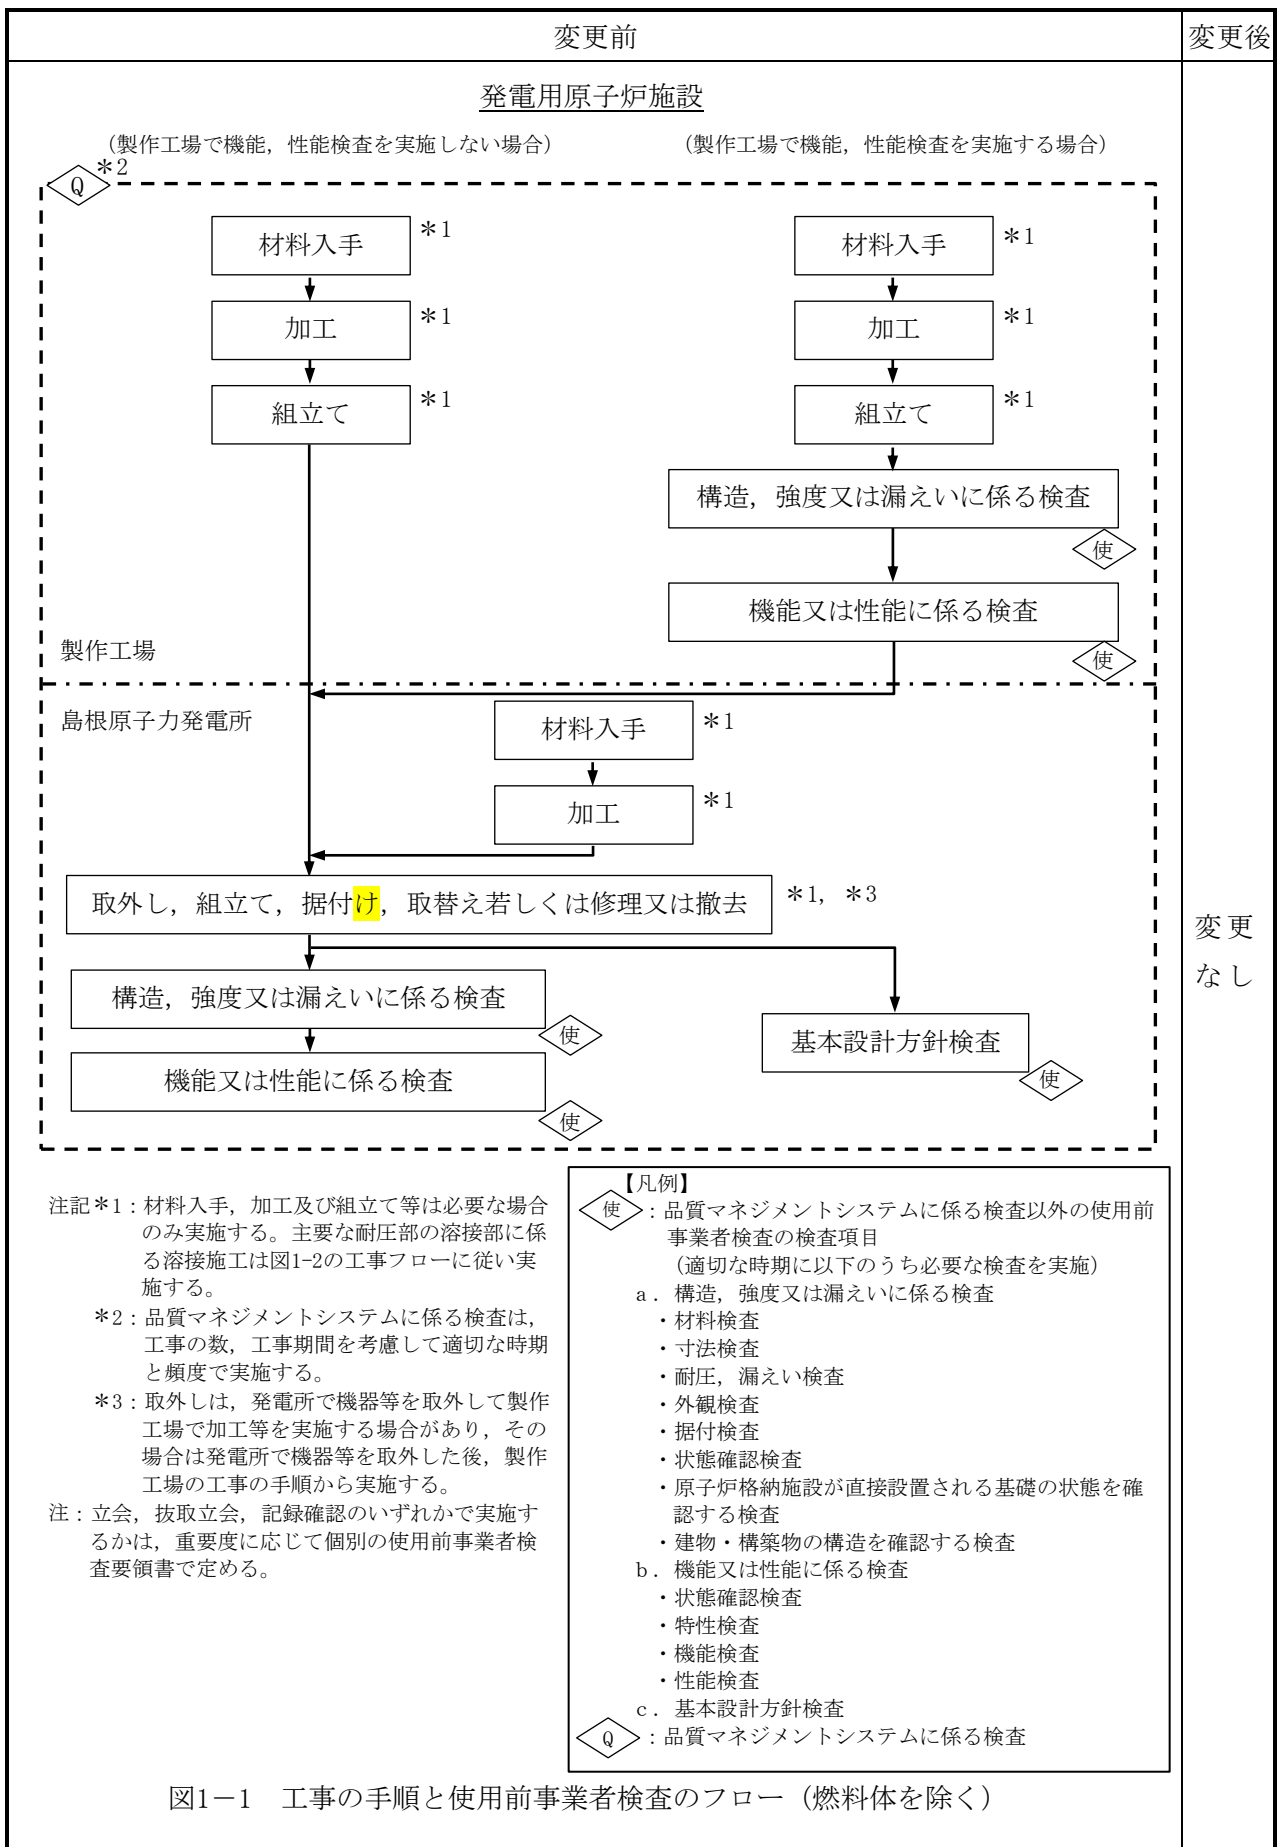 変更前
変更後
発電用原子炉施設
（製作工場で機能，性能検査を実施しない場合）
（製作工場で機能，性能検査を実施する場合）
Q
＊2
材料入手
＊1
材料入手
＊1
加工
＊1
加工
＊1
組立て
＊1
組立て
＊1
構造，強度又は漏えいに係る検査
使
機能又は性能に係る検査
使
製作工場
島根原子力発電所
材料入手
＊1
加工
＊1
取外し，組立て，据付け，取替え若しくは修理又は撤去
＊1，＊3
構造，強度又は漏えいに係る検査
使
基本設計方針検査
使
機能又は性能に係る検査
使
変更
なし
注記＊1：材料入手，加工及び組立て等は必要な場合
のみ実施する。主要な耐圧部の溶接部に係
る溶接施工は図1-2の工事フローに従い実
施する。
＊2：品質マネジメントシステムに係る検査は，
工事の数，工事期間を考慮して適切な時期
と頻度で実施する。
＊3：取外しは，発電所で機器等を取外して製作
工場で加工等を実施する場合があり，その
場合は発電所で機器等を取外した後，製作
工場の工事の手順から実施する。
注：立会，抜取立会，記録確認のいずれかで実施す
るかは，重要度に応じて個別の使用前事業者検
査要領書で定める。
【凡例】
使：品質マネジメントシステムに係る検査以外の使用前
事業者検査の検査項目
（適切な時期に以下のうち必要な検査を実施）
ａ．構造，強度又は漏えいに係る検査
・材料検査
・寸法検査
・耐圧，漏えい検査
・外観検査
・据付検査
・状態確認検査
・原子炉格納施設が直接設置される基礎の状態を確
認する検査
・建物・構築物の構造を確認する検査
ｂ．機能又は性能に係る検査
・状態確認検査
・特性検査
・機能検査
・性能検査
ｃ．基本設計方針検査
Q：品質マネジメントシステムに係る検査
図1－1　工事の手順と使用前事業者検査のフロー（燃料体を除く）